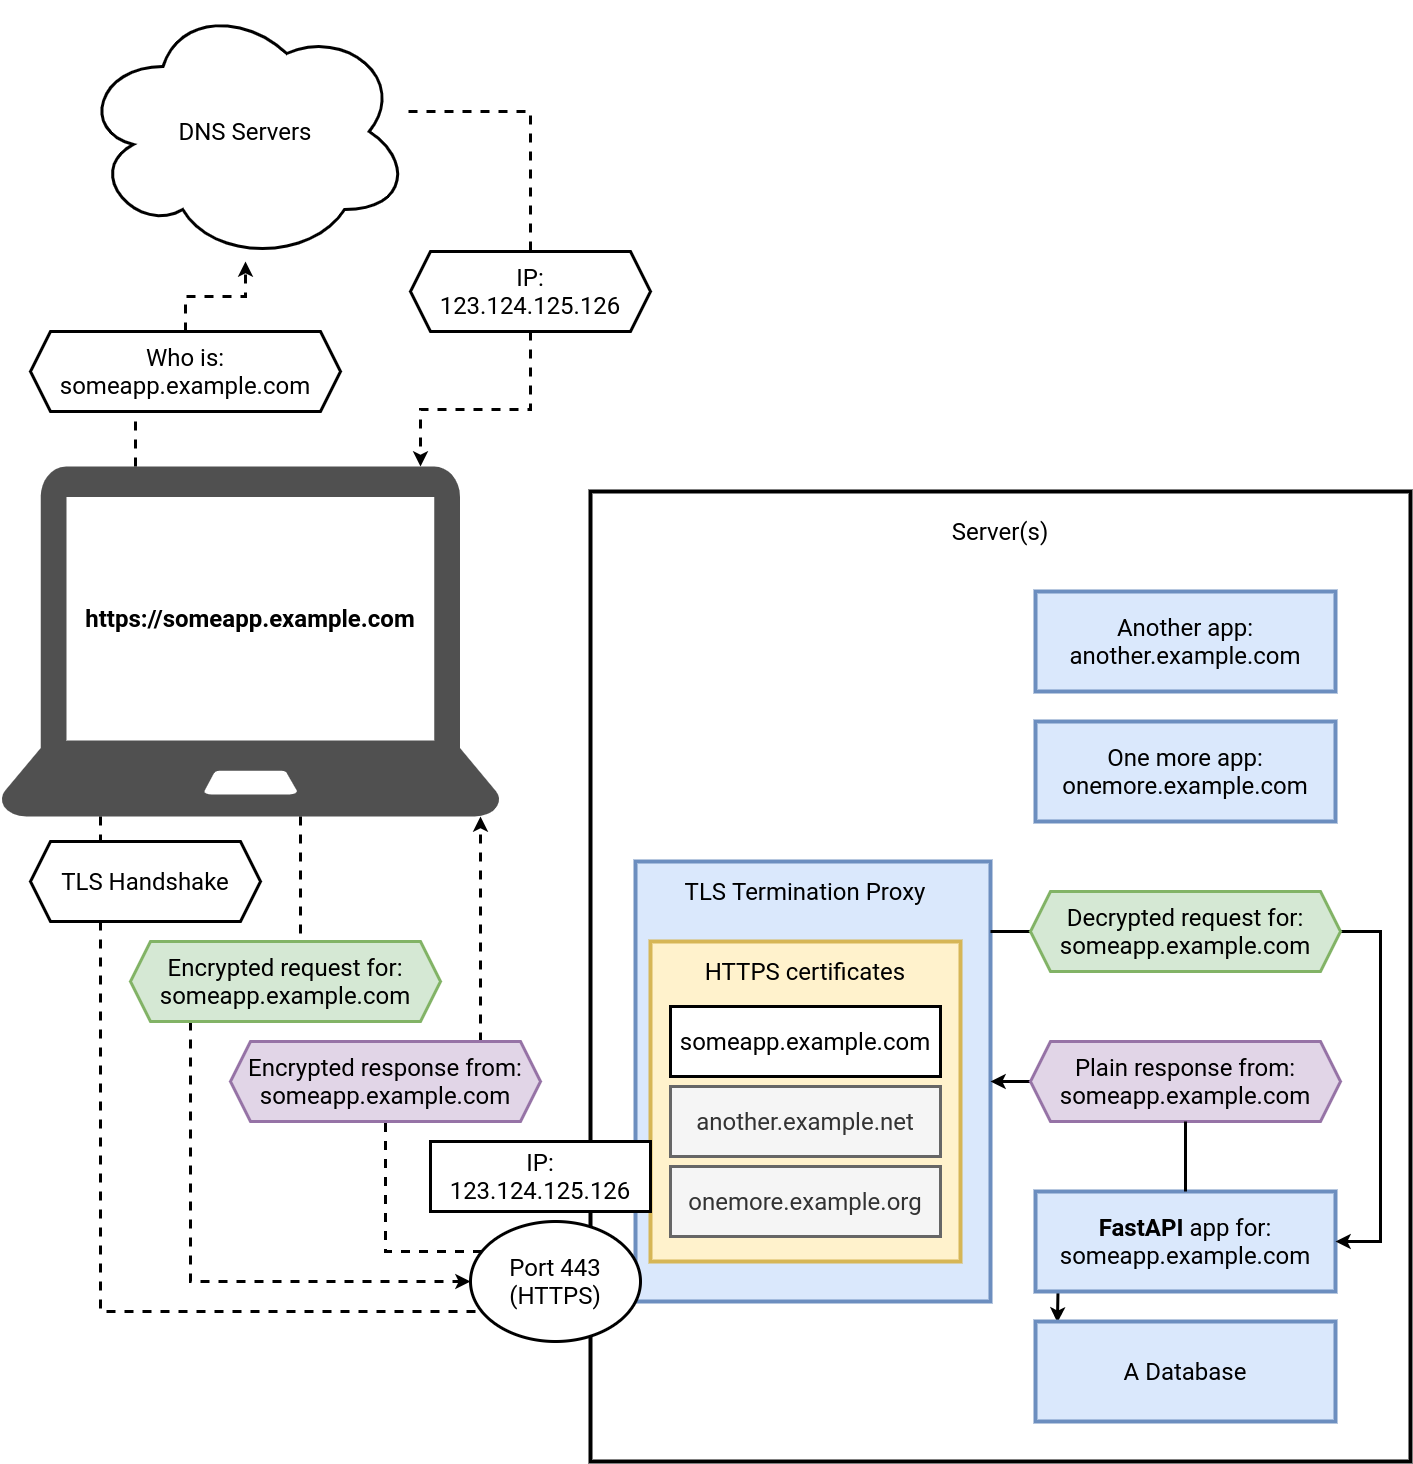 DNS Servers
IP:
123.124.125.126
Who is:
someapp.example.com
https://someapp.example.com
Server(s)
Another app:
another.example.com
One more app:
onemore.example.com
TLS Handshake
Encrypted request for:
someapp.example.com
Encrypted response from:
someapp.example.com
IP:
123.124.125.126
Port 443
(HTTPS)
TLS Termination Proxy
HTTPS certificates
someapp.example.com
another.example.net
onemore.example.org
Decrypted request for:
someapp.example.com
Plain response from:
someapp.example.com
FastAPI app for:
someapp.example.com
A Database